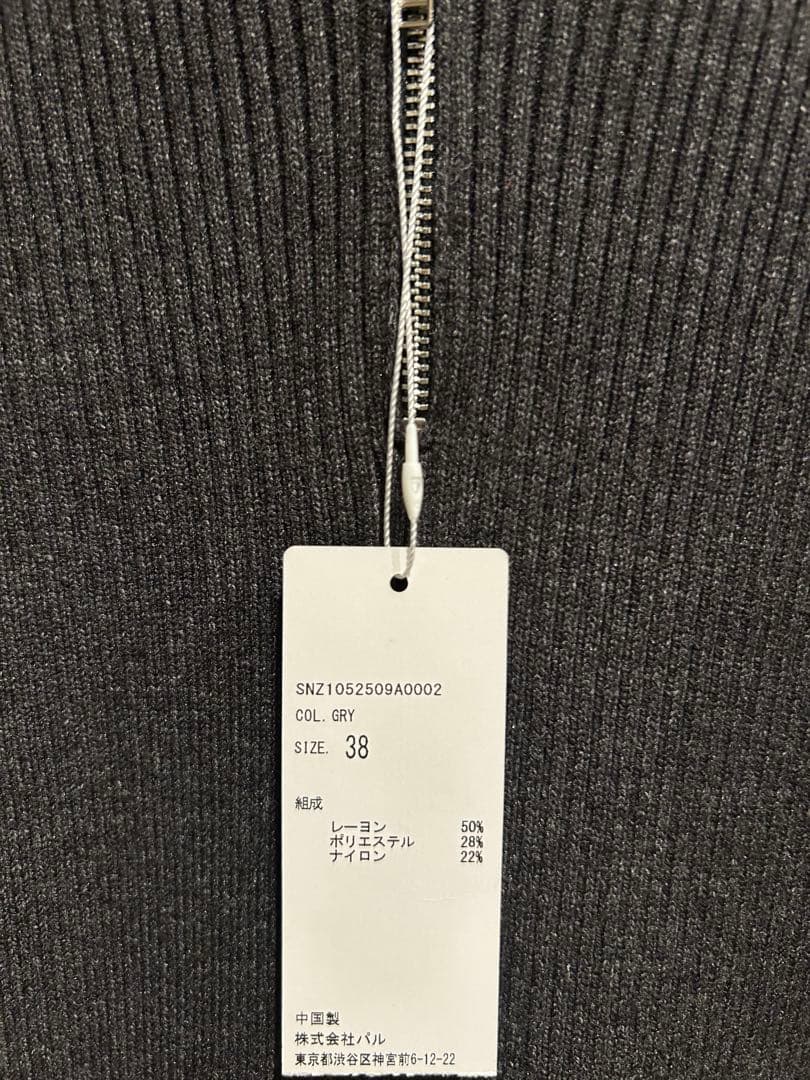 SNZ1052509A0002
COL. GRY
SIZE. 38
組成
レーヨン 50%
ポリエステル 28%
ナイロン 22%
中国製
株式会社パル
東京都渋谷区神宮前6-12-22